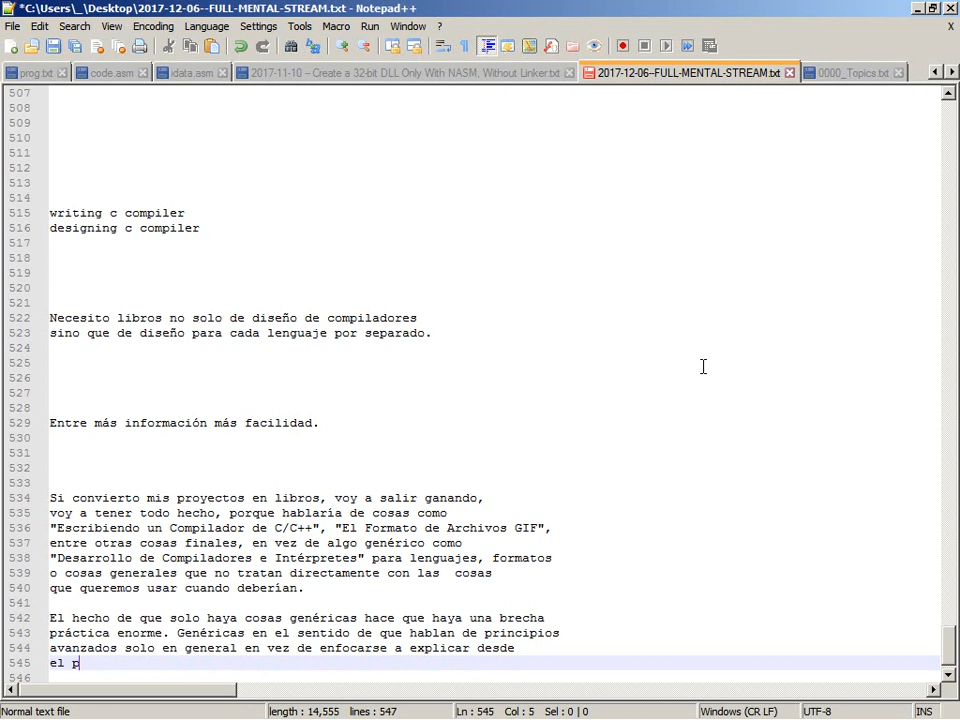 *C:\Users\_\Desktop\2017-12-06--FULL-MENTAL-STREAM.txt - Notepad++
File Edit Search View Encoding Language Settings Tools Macro Run Window ? X
prog.txt code.asm idata.asm 2017-11-10 -- Create a 32-bit DLL Only With NASM, Without Linker.txt 2017-12-06--FULL-MENTAL-STREAM.txt 0000_Topics.txt
507
508
509
510
511
512
513
514
515 writing c compiler
516 designing c compiler
517
518
519
520
521
522 Necesito libros no solo de diseño de compiladores
523 sino que de diseño para cada lenguaje por separado.
524
525
526
527
528
529 Entre más información más facilidad.
530
531
532
533
534 Si convierto mis proyectos en libros, voy a salir ganando,
535 voy a tener todo hecho, porque hablaría de cosas como
536 "Escribiendo un Compilador de C/C++", "El Formato de Archivos GIF",
537 entre otras cosas finales, en vez de algo genérico como
538 "Desarrollo de Compiladores e Intérpretes" para lenguajes, formatos
539 o cosas generales que no tratan directamente con las  cosas
540 que queremos usar cuando deberían.
541
542 El hecho de que solo haya cosas genéricas hace que haya una brecha
543 práctica enorme. Genéricas en el sentido de que hablan de principios
544 avanzados solo en general en vez de enfocarse a explicar desde
545 el p
546
Normal text file length : 14,555 lines : 547 Ln : 545 Col : 5 Sel : 0 | 0 Windows (CR LF) UTF-8 INS